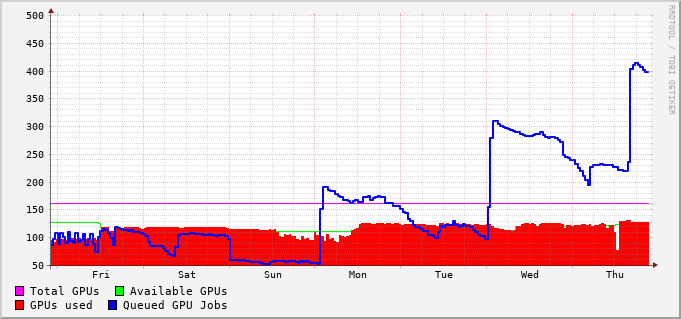 500
450
400
350
300
250
200
150
100
50
Fri Sat Sun Mon Tue Wed Thu
Total GPUs Available GPUs
GPUs used Queued GPU Jobs
RRDTOOL / TOBI OETIKER